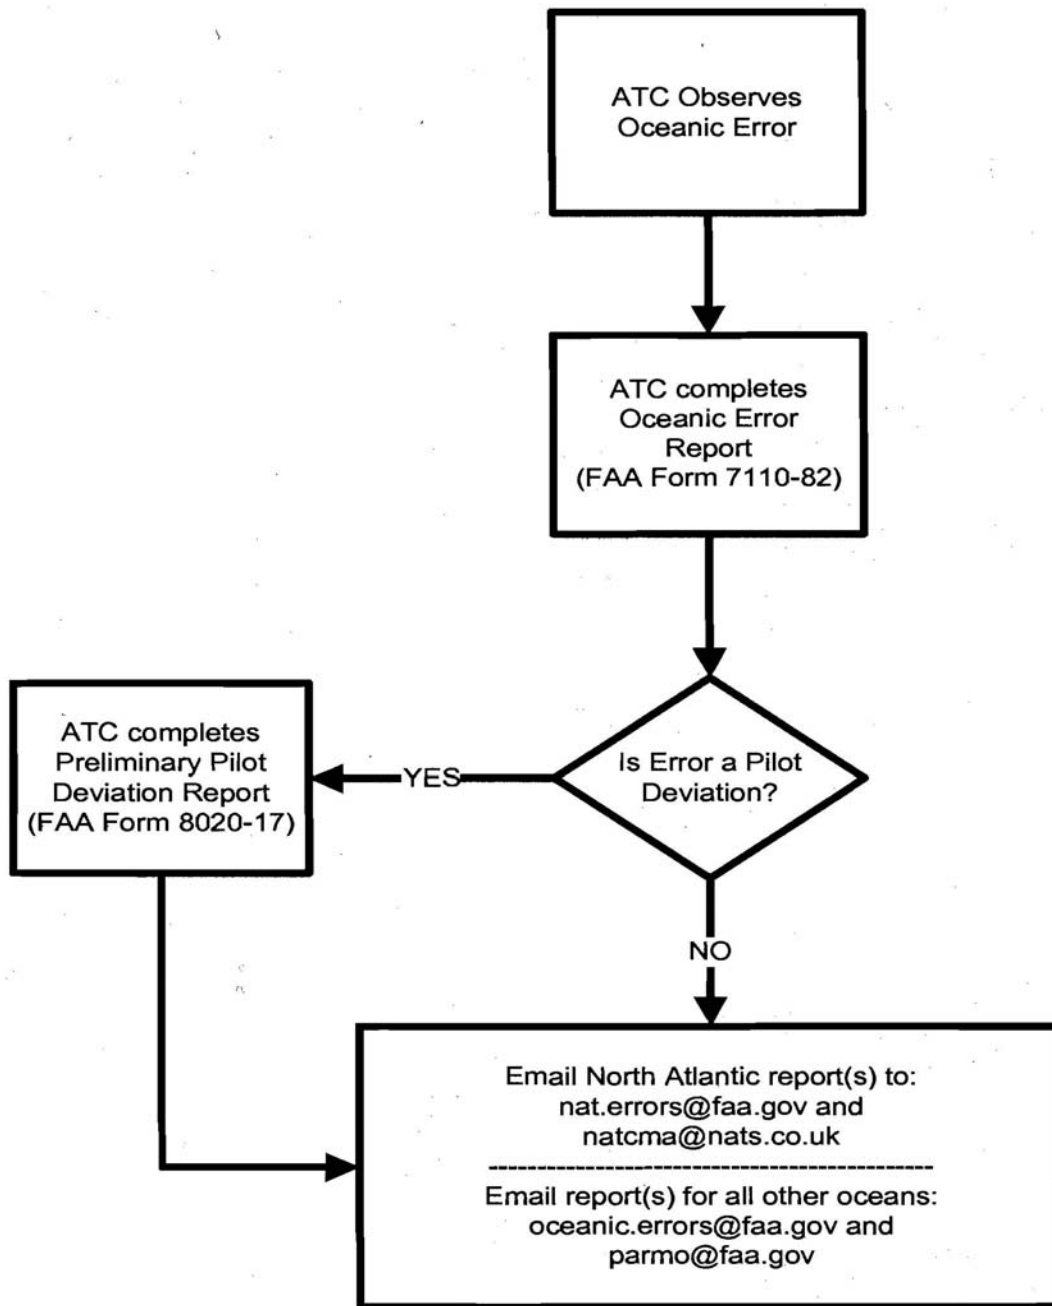 ATC Observes
Oceanic Error
ATC completes
Oceanic Error
Report
(FAA Form 7110-82)
Is Error a Pilot
Deviation?
YES
ATC completes
Preliminary Pilot
Deviation Report
(FAA Form 8020-17)
NO
Email North Atlantic report(s) to:
nat.errors@faa.gov and
natcma@nats.co.uk
Email report(s) for all other oceans:
oceanic.errors@faa.gov and
parmo@faa.gov